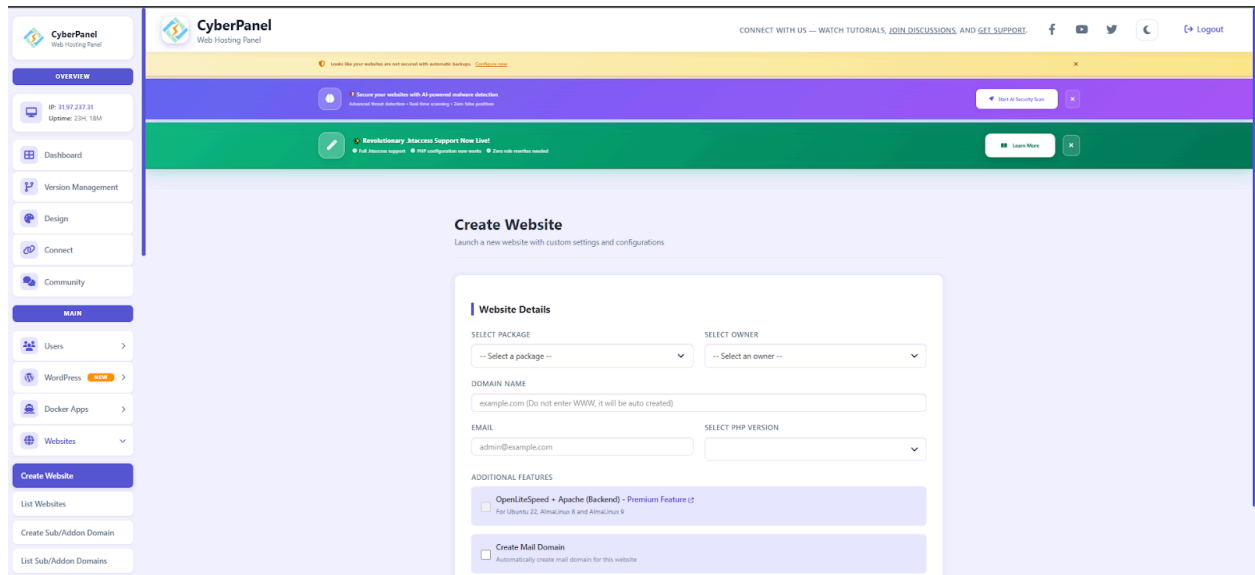 CyberPanel
Web Hosting Panel
OVERVIEW
IP: 31.97.237.31
Uptime: 23H, 18M
Dashboard
Version Management
Design
Connect
Community
MAIN
Users
WordPress NEW
Docker Apps
Websites
Create Website
List Websites
Create Sub/Addon Domain
List Sub/Addon Domains
CyberPanel
Web Hosting Panel
CONNECT WITH US — WATCH TUTORIALS, JOIN DISCUSSIONS, AND GET SUPPORT.
Logout
Looks like your websites are not secured with automatic backups. Configure now
Secure your websites with AI-powered malware detection
Advanced threat detection • Real-time scanning • Zero false positives
Start AI Security Scan
Revolutionary .htaccess Support Now Live!
Full .htaccess support PHP configuration now works Zero rule rewrites needed
Learn More
Create Website
Launch a new website with custom settings and configurations
Website Details
SELECT PACKAGE
SELECT OWNER
-- Select a package --
-- Select an owner --
DOMAIN NAME
example.com (Do not enter WWW, it will be auto created)
EMAIL
SELECT PHP VERSION
admin@example.com
ADDITIONAL FEATURES
OpenLiteSpeed + Apache (Backend) - Premium Feature
For Ubuntu 22, AlmaLinux 8 and AlmaLinux 9
Create Mail Domain
Automatically create mail domain for this website